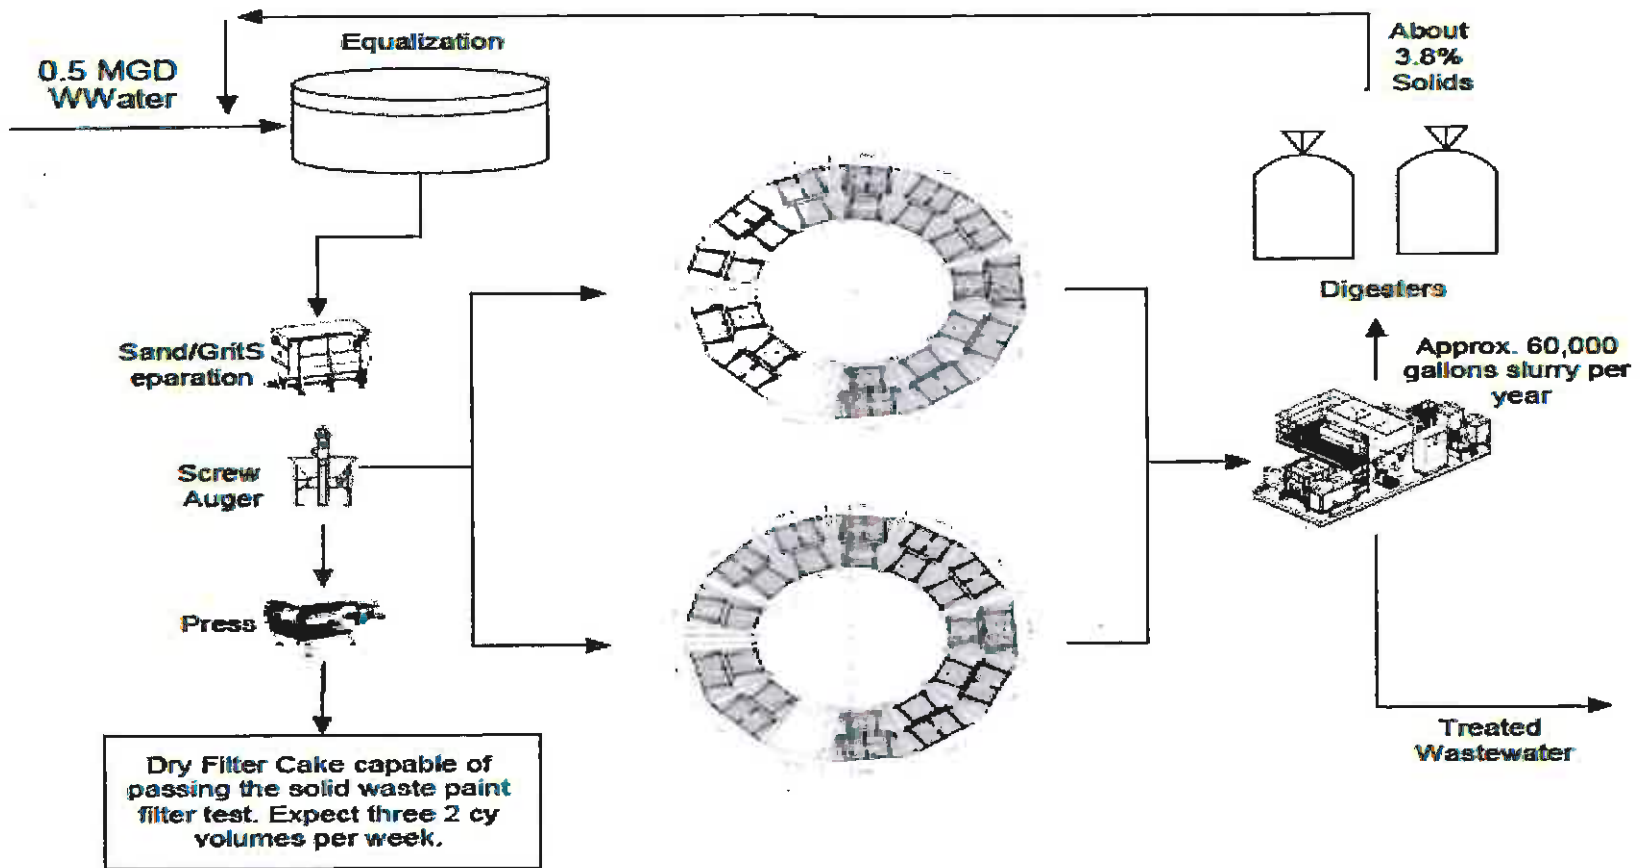 Equalization
0.5 MGD
WWater
About
3.8%
Solids
Digesters
Approx. 60,000
gallons slurry per
year
Sand/GritS
eparation
Screw
Auger
Press
Dry Filter Cake capable of
passing the solid waste paint
filter test. Expect three 2 cy
volumes per week.
Treated
Wastewater